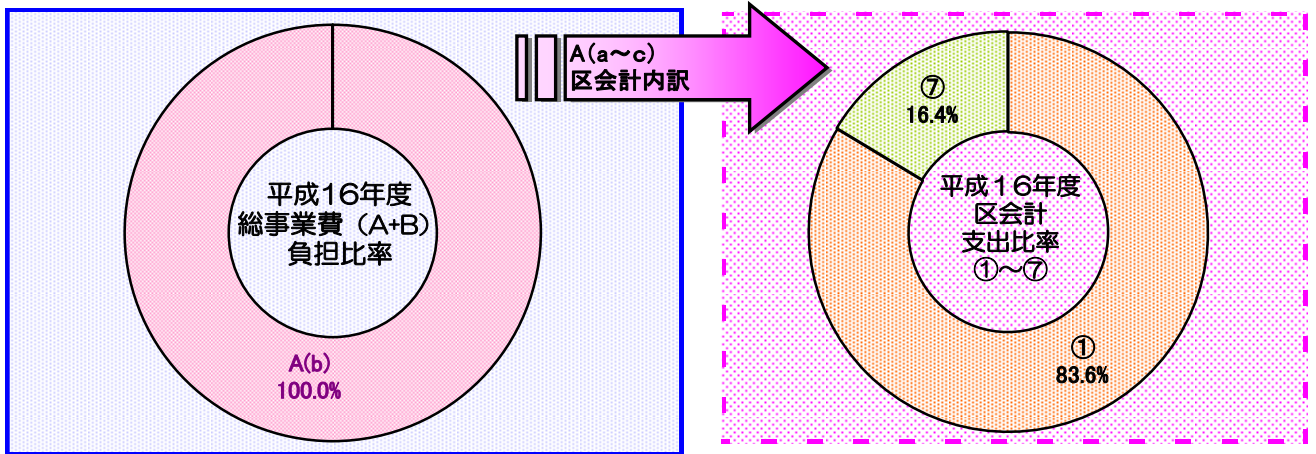 平成16年度
総事業費（A+B）
負担比率
A(b)
100.0%
A(a～c)
区会計内訳
⑦
16.4%
平成16年度
区会計
支出比率
①～⑦
①
83.6%